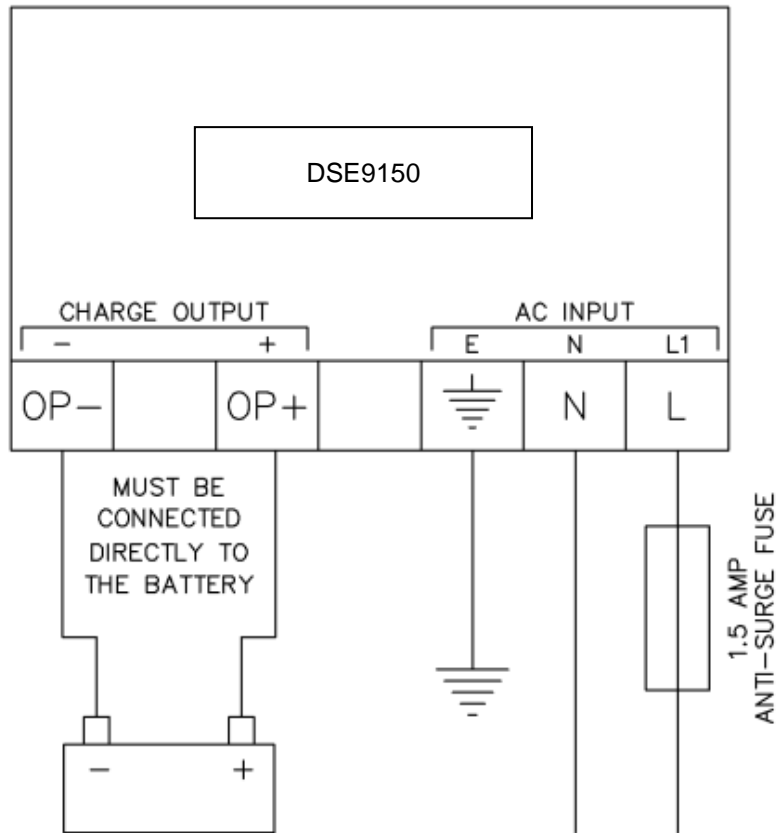 DSE9150
CHARGE OUTPUT
AC INPUT
− +
E N L1
OP−
OP+
N
L
MUST BE
CONNECTED
DIRECTLY TO
THE BATTERY
1.5 AMP
ANTI−SURGE FUSE
− +